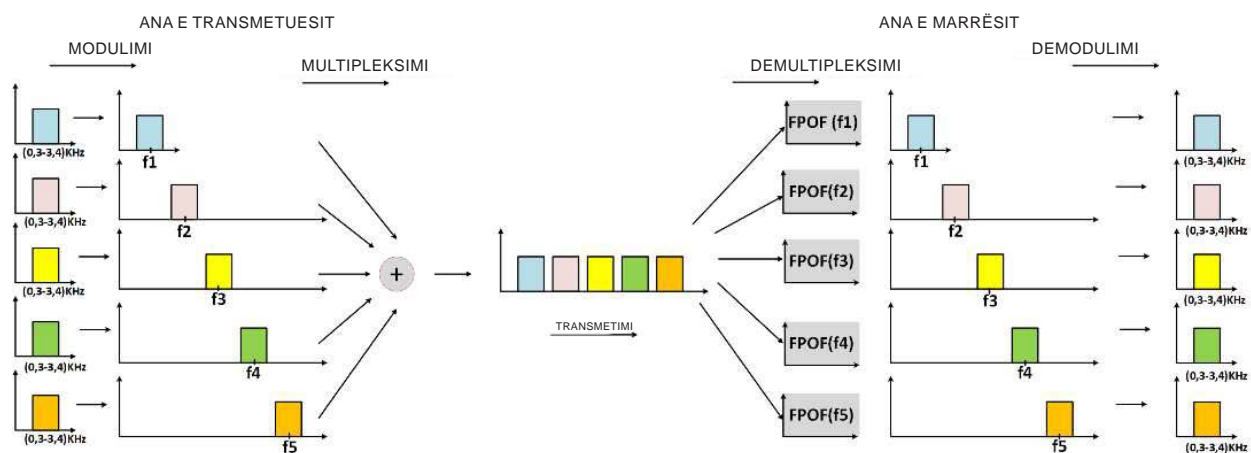 ANA E TRANSMETUESIT
ANA E MARRËSIT
MODULIMI
MULTIPLEKSIMI
DEMULTIPLEKSIMI
DEMODULIMI
(0,3-3,4)KHz
f1
FPOF (f1)
f1
(0,3-3,4)KHz
(0,3-3,4)KHz
f2
FPOF(f2)
f2
(0,3-3,4)KHz
(0,3-3,4)KHz
f3
+
FPOF(f3)
f3
(0,3-3,4)KHz
TRANSMETIMI
(0,3-3,4)KHz
f4
FPOF(f4)
f4
(0,3-3,4)KHz
(0,3-3,4)KHz
f5
FPOF(f5)
f5
(0,3-3,4)KHz